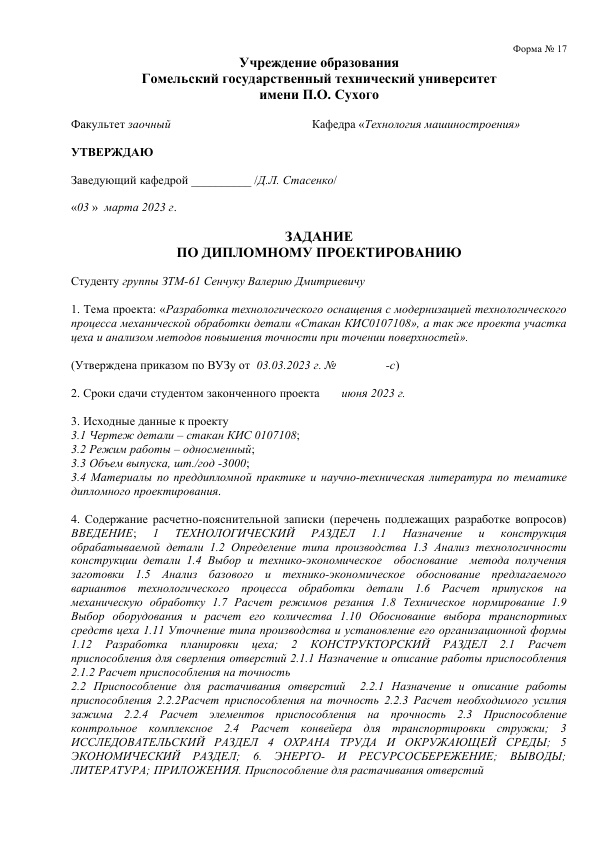 Форма № 17
Учреждение образования
Гомельский государственный технический университет
имени П.О. Сухого
Факультет заочный Кафедра «Технология машиностроения»
УТВЕРЖДАЮ
Заведующий кафедрой __________ /Д.Л. Стасенко/
«03 » марта 2023 г.
ЗАДАНИЕ
ПО ДИПЛОМНОМУ ПРОЕКТИРОВАНИЮ
Студенту группы ЗТМ-61 Сенчуку Валерию Дмитриевичу
1. Тема проекта: «Разработка технологического оснащения с модернизацией технологического
процесса механической обработки детали «Стакан КИС0107108», а так же проекта участка
цеха и анализом методов повышения точности при точении поверхностей».
(Утверждена приказом по ВУЗу от 03.03.2023 г. № -с)
2. Сроки сдачи студентом законченного проекта июня 2023 г.
3. Исходные данные к проекту
3.1 Чертеж детали – стакан КИС 0107108;
3.2 Режим работы – односменный;
3.3 Объем выпуска, шт./год -3000;
3.4 Материалы по преддипломной практике и научно-техническая литература по тематике
дипломного проектирования.
4. Содержание расчетно-пояснительной записки (перечень подлежащих разработке вопросов)
ВВЕДЕНИЕ; 1 ТЕХНОЛОГИЧЕСКИЙ РАЗДЕЛ 1.1 Назначение и конструкция
обрабатываемой детали 1.2 Определение типа производства 1.3 Анализ технологичности
конструкции детали 1.4 Выбор и технико-экономическое обоснование метода получения
заготовки 1.5 Анализ базового и технико-экономическое обоснование предлагаемого
вариантов технологического процесса обработки детали 1.6 Расчет припусков на
механическую обработку 1.7 Расчет режимов резания 1.8 Техническое нормирование 1.9
Выбор оборудования и расчет его количества 1.10 Обоснование выбора транспортных
средств цеха 1.11 Уточнение типа производства и установление его организационной формы
1.12 Разработка планировки цеха; 2 КОНСТРУКТОРСКИЙ РАЗДЕЛ 2.1 Расчет
приспособления для сверления отверстий 2.1.1 Назначение и описание работы приспособления
2.1.2 Расчет приспособления на точность
2.2 Приспособление для растачивания отверстий 2.2.1 Назначение и описание работы
приспособления 2.2.2Расчет приспособления на точность 2.2.3 Расчет необходимого усилия
зажима 2.2.4 Расчет элементов приспособления на прочность 2.3 Приспособление
контрольное комплексное 2.4 Расчет конвейера для транспортировки стружки; 3
ИССЛЕДОВАТЕЛЬСКИЙ РАЗДЕЛ 4 ОХРАНА ТРУДА И ОКРУЖАЮЩЕЙ СРЕДЫ; 5
ЭКОНОМИЧЕСКИЙ РАЗДЕЛ; 6. ЭНЕРГО- И РЕСУРСОСБЕРЕЖЕНИЕ; ВЫВОДЫ;
ЛИТЕРАТУРА; ПРИЛОЖЕНИЯ. Приспособление для растачивания отверстий